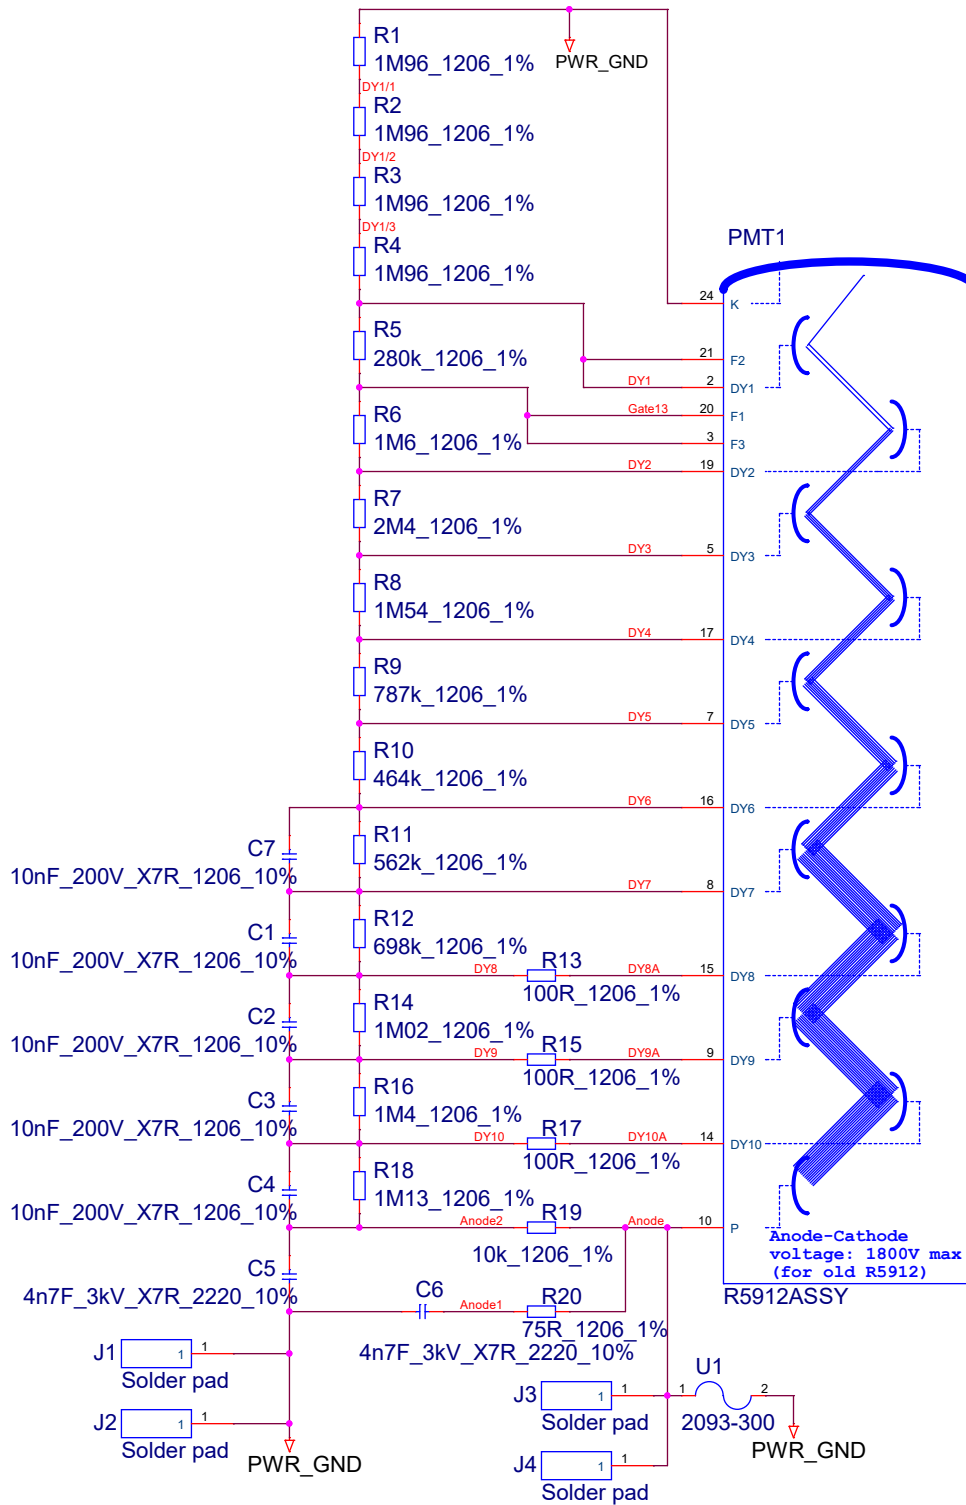 R1
1M96_1206_1%
PWR_GND
DY1/1
R2
1M96_1206_1%
DY1/2
R3
1M96_1206_1%
DY1/3
R4
1M96_1206_1%
PMT1
24
K
R5
280k_1206_1%
21
F2
DY1
2
DY1
R6
1M6_1206_1%
Gate13
20
F1
3
F3
DY2
19
DY2
R7
2M4_1206_1%
DY3
5
DY3
R8
1M54_1206_1%
DY4
17
DY4
R9
787k_1206_1%
DY5
7
DY5
R10
464k_1206_1%
DY6
16
DY6
C7
10nF_200V_X7R_1206_10%
R11
562k_1206_1%
DY7
8
DY7
C1
10nF_200V_X7R_1206_10%
R12
698k_1206_1%
DY8
R13
100R_1206_1%
DY8A
15
DY8
C2
10nF_200V_X7R_1206_10%
R14
1M02_1206_1%
DY9
R15
100R_1206_1%
DY9A
9
DY9
C3
10nF_200V_X7R_1206_10%
R16
1M4_1206_1%
DY10
R17
100R_1206_1%
DY10A
14
DY10
C4
10nF_200V_X7R_1206_10%
R18
1M13_1206_1%
Anode2
R19
10k_1206_1%
Anode
10
P
Anode-Cathode
voltage: 1800V max
(for old R5912)
R5912ASSY
C5
4n7F_3kV_X7R_2220_10%
C6
4n7F_3kV_X7R_2220_10%
Anode1
R20
75R_1206_1%
J1
1
1
Solder pad
J2
1
1
Solder pad
PWR_GND
J3
1
1
Solder pad
J4
1
1
Solder pad
U1
1
2
2093-300
PWR_GND